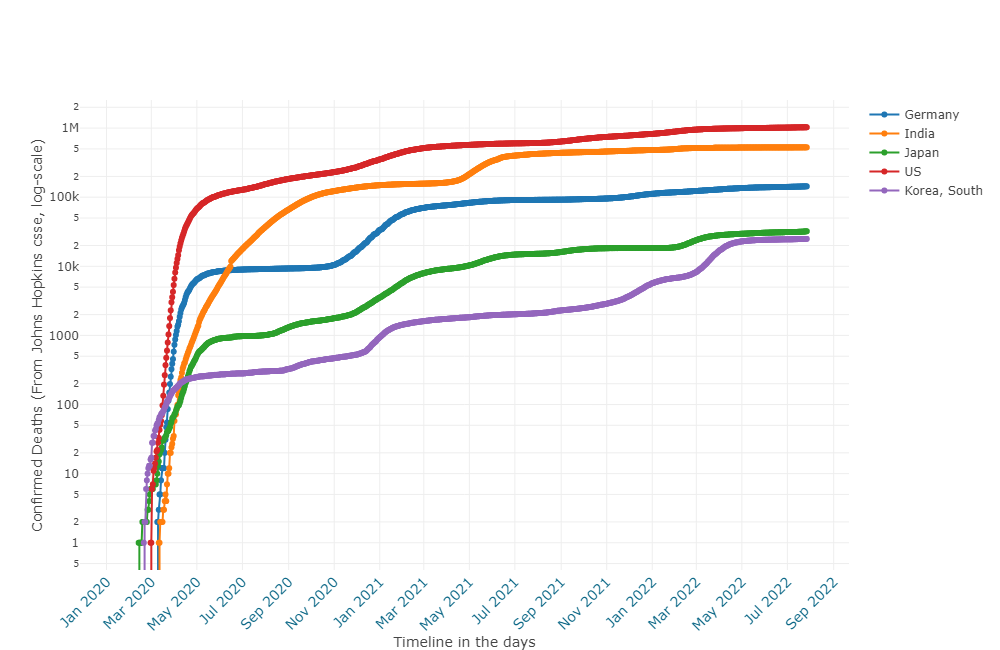 2
1M
5
2
100k
5
2
10k
5
2
1000
5
2
100
5
2
10
5
2
1
5
Confirmed Deaths (From Johns Hopkins csse, log-scale)
Jan 2020
Mar 2020
May 2020
Jul 2020
Sep 2020
Nov 2020
Jan 2021
Mar 2021
May 2021
Jul 2021
Sep 2021
Nov 2021
Jan 2022
Mar 2022
May 2022
Jul 2022
Sep 2022
Timeline in the days
Germany
India
Japan
US
Korea, South